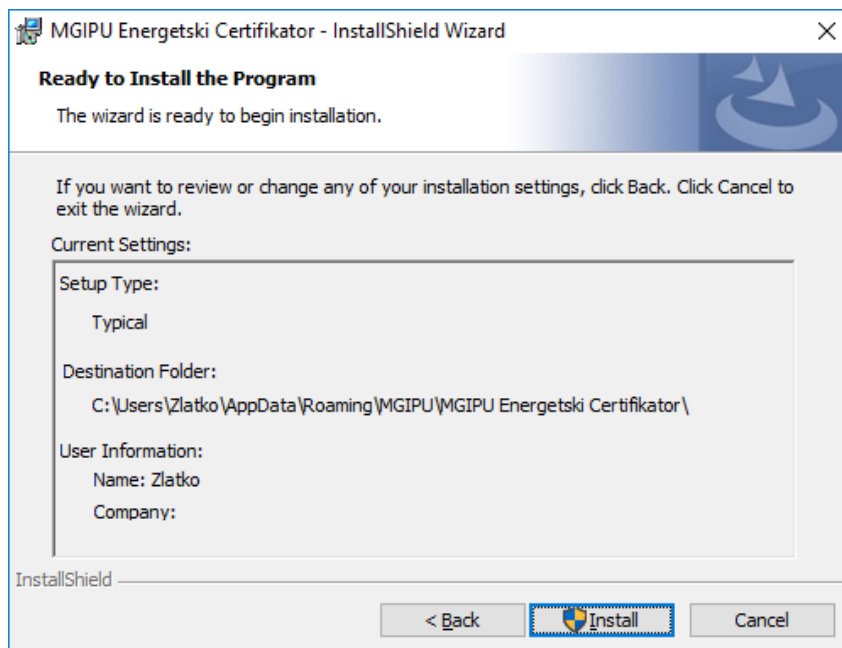 MGIPU Energetski Certifikator - InstallShield Wizard
Ready to Install the Program
The wizard is ready to begin installation.
If you want to review or change any of your installation settings, click Back. Click Cancel to
exit the wizard.
Current Settings:
Setup Type:
Typical
Destination Folder:
C:\Users\Zlatko\AppData\Roaming\MGIPU\MGIPU Energetski Certifikator\
User Information:
Name: Zlatko
Company:
InstallShield
< Back
Install
Cancel